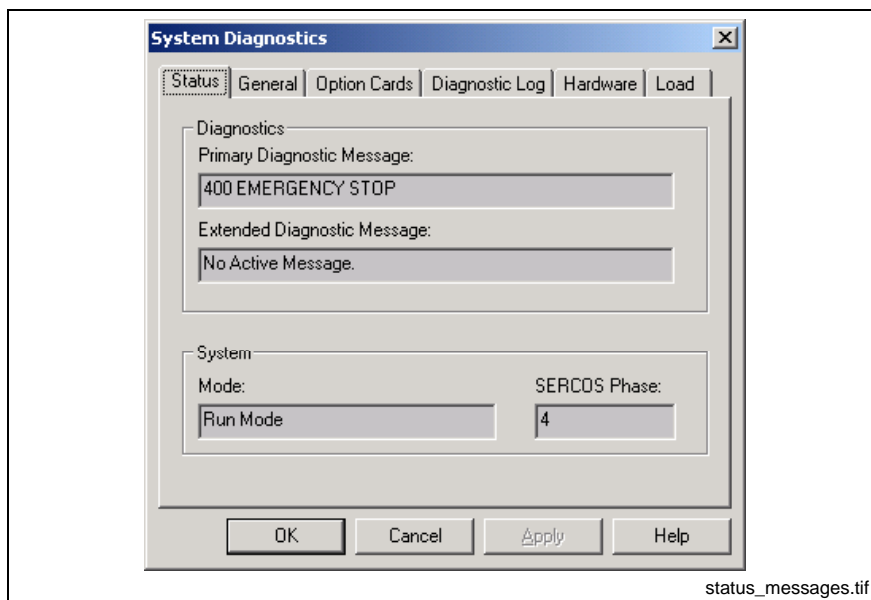 System Diagnostics
Status General Option Cards Diagnostic Log Hardware Load
Diagnostics
Primary Diagnostic Message:
400 EMERGENCY STOP
Extended Diagnostic Message:
No Active Message.
System
Mode: SERCOS Phase:
Run Mode 4
OK Cancel Apply Help
status_messages.tif